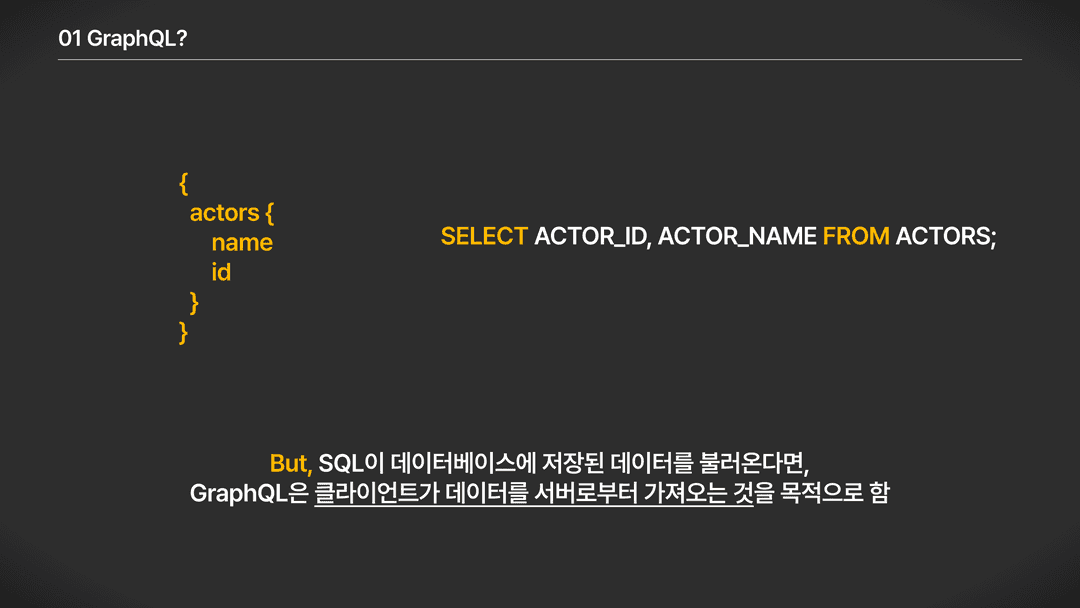 01 GraphQL?
{
actors {
name
id
}
}
SELECT ACTOR_ID, ACTOR_NAME FROM ACTORS;
But, SQL이 데이터베이스에 저장된 데이터를 불러온다면,
GraphQL은 클라이언트가 데이터를 서버로부터 가져오는 것을 목적으로 함